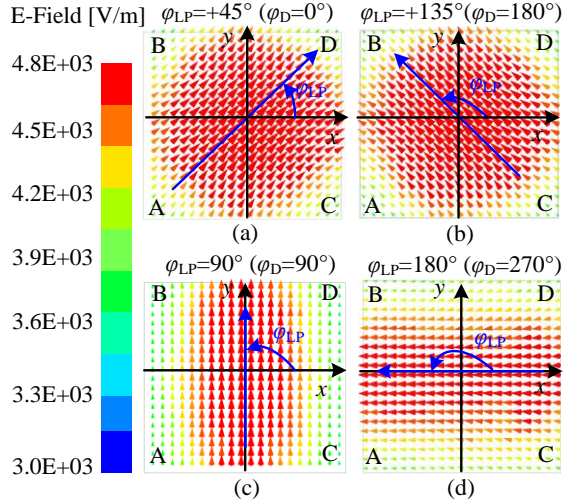 E-Field [V/m]
4.8E+03
4.5E+03
4.2E+03
3.9E+03
3.6E+03
3.3E+03
3.0E+03
φLP=+45° (φD=0°)
B
y
D
φLP
x
A
C
(a)
φLP=+135° (φD=180°)
B
y
D
φLP
x
A
C
(b)
φLP=90° (φD=90°)
B
y
D
φLP
x
A
C
(c)
φLP=180° (φD=270°)
B
y
D
φLP
x
A
C
(d)